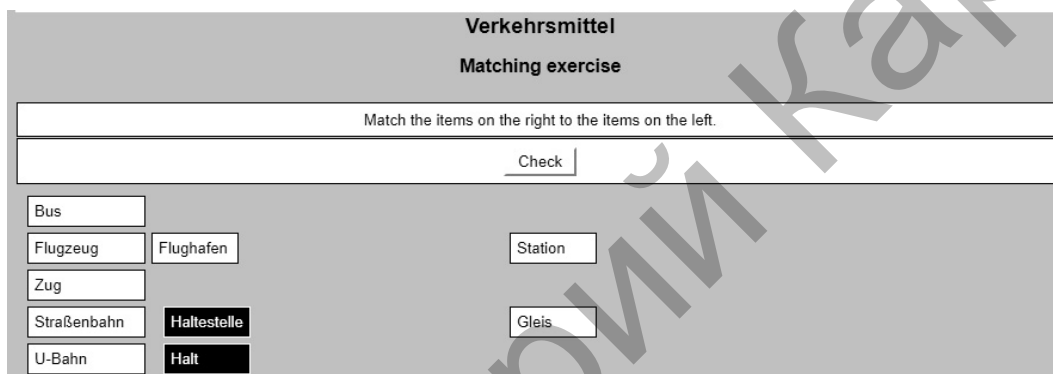 Verkehrsmittel
Matching exercise
Match the items on the right to the items on the left.
Check
Bus
Flugzeug Flughafen Station
Zug
Straßenbahn Haltestelle Gleis
U-Bahn Halt